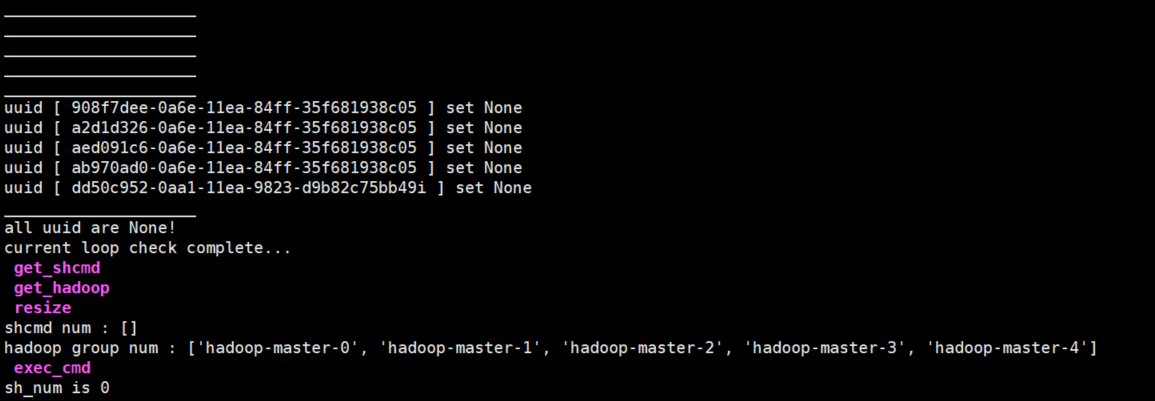 ____________________
____________________
____________________
____________________
____________________
uuid [ 908f7dee-0a6e-11ea-84ff-35f681938c05 ] set None
uuid [ a2d1d326-0a6e-11ea-84ff-35f681938c05 ] set None
uuid [ aed091c6-0a6e-11ea-84ff-35f681938c05 ] set None
uuid [ ab970ad0-0a6e-11ea-84ff-35f681938c05 ] set None
uuid [ dd50c952-0aa1-11ea-9823-d9b82c75bb49i ] set None
____________________
all uuid are None!
current loop check complete...
get_shcmd
get_hadoop
resize
shcmd num : []
hadoop group num : ['hadoop-master-0', 'hadoop-master-1', 'hadoop-master-2', 'hadoop-master-3', 'hadoop-master-4']
exec_cmd
sh_num is 0